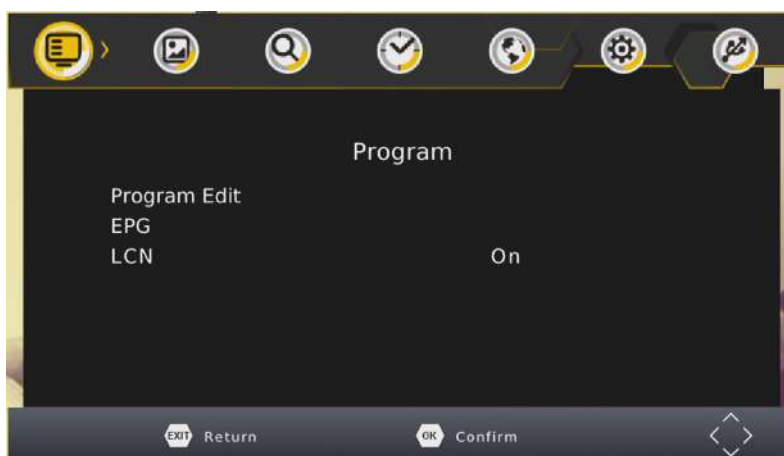 Program
Program Edit
EPG
LCN On
EXIT Return OK Confirm